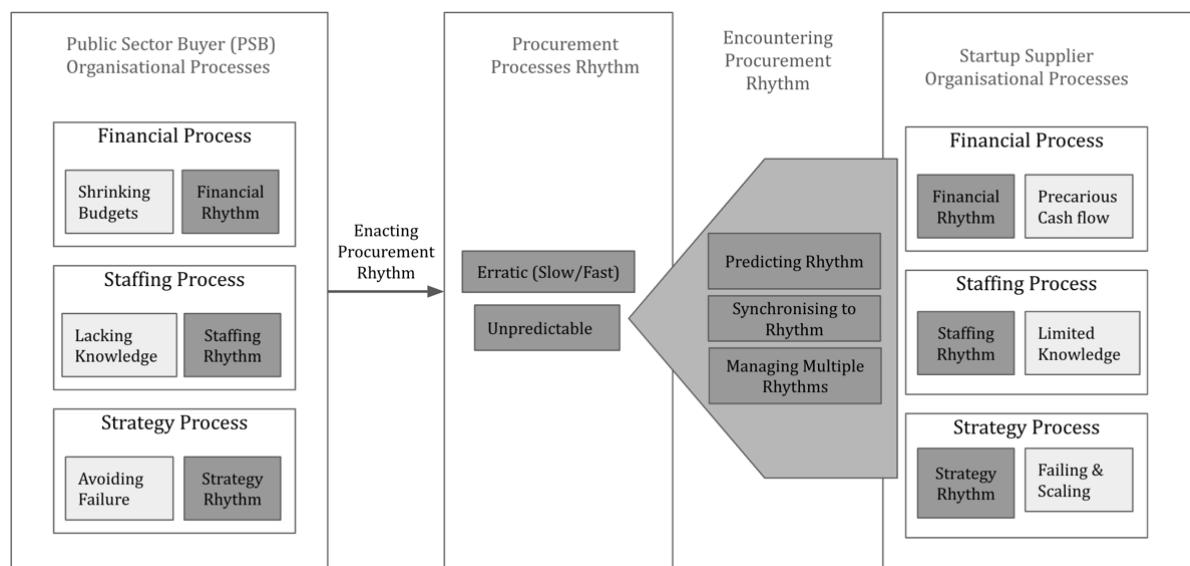 Public Sector Buyer (PSB)
Organisational Processes
Financial Process
Shrinking
Budgets
Financial
Rhythm
Staffing Process
Lacking
Knowledge
Staffing
Rhythm
Strategy Process
Avoiding
Failure
Strategy
Rhythm
Enacting
Procurement
Rhythm
Procurement
Processes Rhythm
Erratic (Slow/Fast)
Unpredictable
Encountering
Procurement
Rhythm
Predicting Rhythm
Synchronising to
Rhythm
Managing Multiple
Rhythms
Startup Supplier
Organisational Processes
Financial Process
Financial
Rhythm
Precarious
Cash flow
Staffing Process
Staffing
Rhythm
Limited
Knowledge
Strategy Process
Strategy
Rhythm
Failing &
Scaling